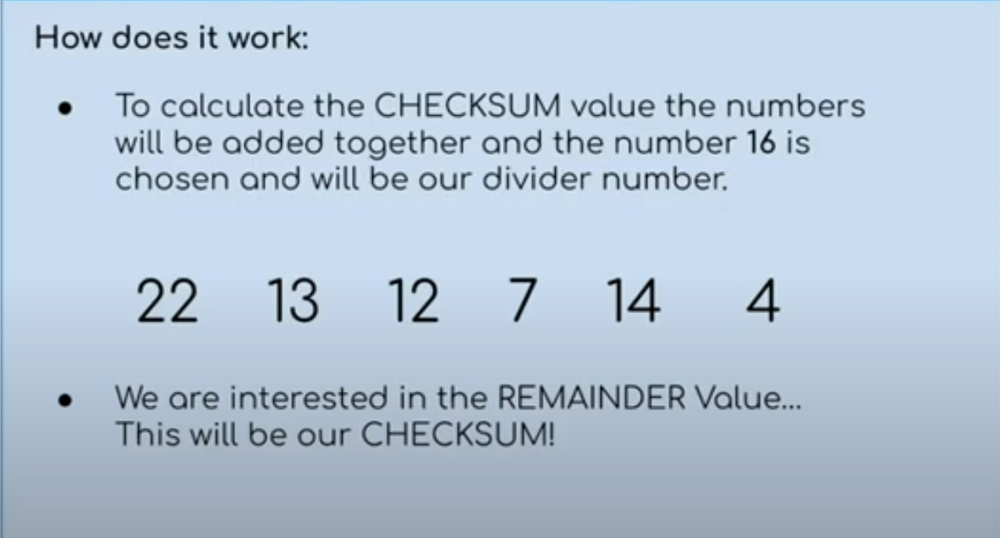 How does it work:
● To calculate the CHECKSUM value the numbers
will be added together and the number 16 is
chosen and will be our divider number.
22 13 12 7 14 4
● We are interested in the REMAINDER Value...
This will be our CHECKSUM!